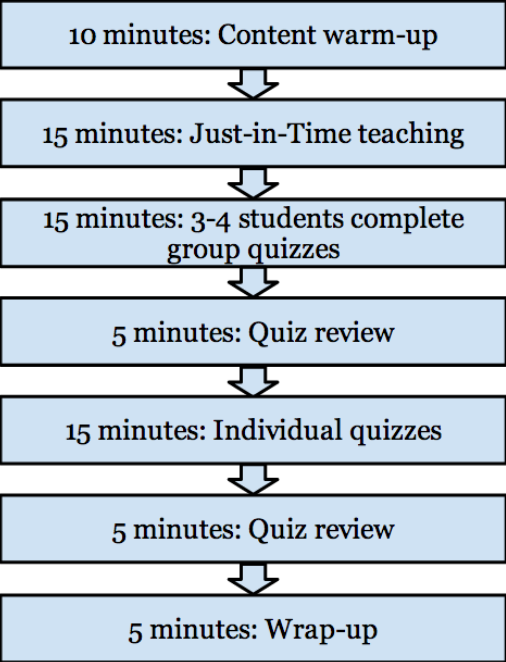 10 minutes: Content warm-up
15 minutes: Just-in-Time teaching
15 minutes: 3-4 students complete
group quizzes
5 minutes: Quiz review
15 minutes: Individual quizzes
5 minutes: Quiz review
5 minutes: Wrap-up